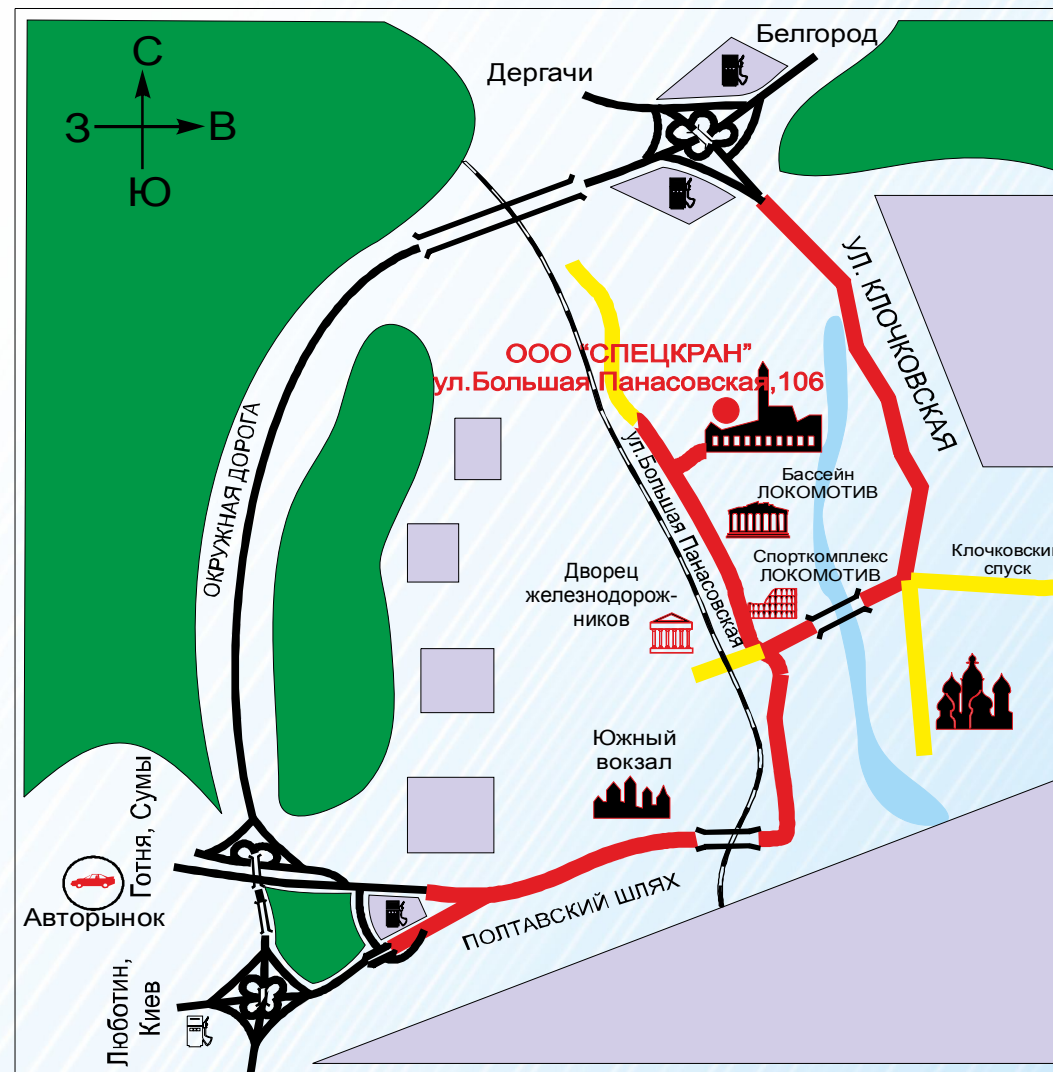 Белгород
Дергачи
С
З
В
Ю
УЛ. КЛОЧКОВСКАЯ
ООО “СПЕЦКРАН”
ул.Большая Панасовская,106
ул.Большая Панасовская
ОКРУЖНАЯ ДОРОГА
Бассейн
ЛОКОМОТИВ
Спорткомплекс
ЛОКОМОТИВ
Клочковский
спуск
Дворец
железнодорож-
ников
Южный
вокзал
Готня, Сумы
Авторынок
ПОЛТАВСКИЙ ШЛЯХ
Люботин,
Киев